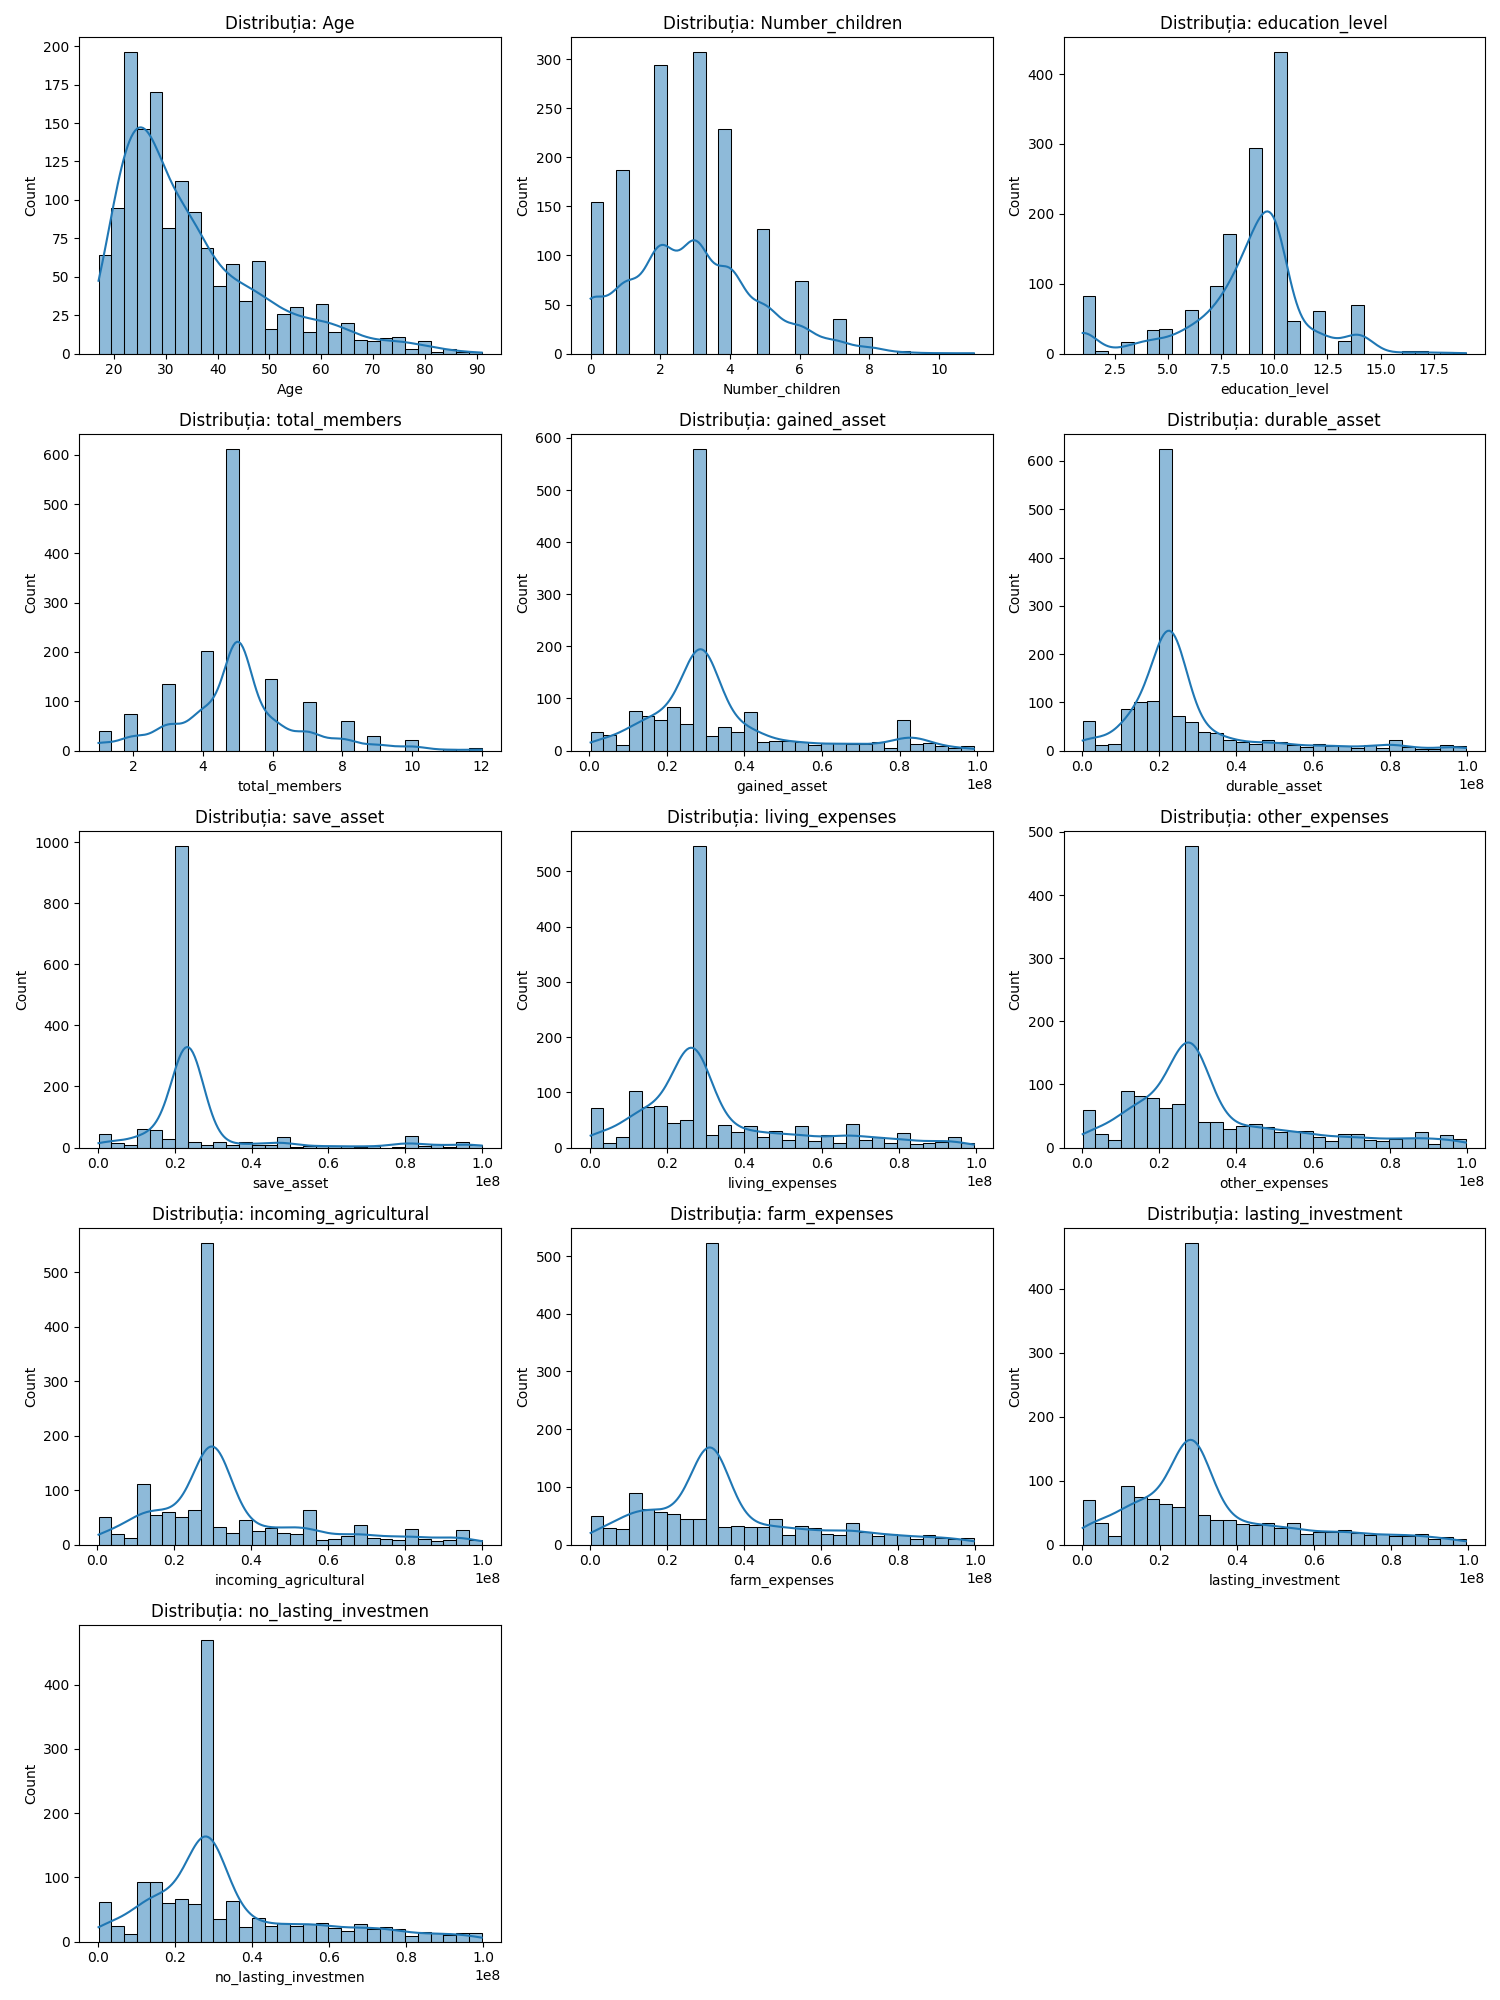 Distribuția: Age
200
175
150
125
100
75
50
25
0
Count
20 30 40 50 60 70 80 90
Age
Distribuția: Number_children
300
250
200
150
100
50
0
Count
0 2 4 6 8 10
Number_children
Distribuția: education_level
400
300
200
100
0
Count
2.5 5.0 7.5 10.0 12.5 15.0 17.5
education_level
Distribuția: total_members
600
500
400
300
200
100
0
Count
2 4 6 8 10 12
total_members
Distribuția: gained_asset
600
500
400
300
200
100
0
Count
0.0 0.2 0.4 0.6 0.8 1.0
1e8
gained_asset
Distribuția: durable_asset
600
500
400
300
200
100
0
Count
0.0 0.2 0.4 0.6 0.8 1.0
1e8
durable_asset
Distribuția: save_asset
1000
800
600
400
200
0
Count
0.0 0.2 0.4 0.6 0.8 1.0
1e8
save_asset
Distribuția: living_expenses
500
400
300
200
100
0
Count
0.0 0.2 0.4 0.6 0.8 1.0
1e8
living_expenses
Distribuția: other_expenses
500
400
300
200
100
0
Count
0.0 0.2 0.4 0.6 0.8 1.0
1e8
other_expenses
Distribuția: incoming_agricultural
500
400
300
200
100
0
Count
0.0 0.2 0.4 0.6 0.8 1.0
1e8
incoming_agricultural
Distribuția: farm_expenses
500
400
300
200
100
0
Count
0.0 0.2 0.4 0.6 0.8 1.0
1e8
farm_expenses
Distribuția: lasting_investment
400
300
200
100
0
Count
0.0 0.2 0.4 0.6 0.8 1.0
1e8
lasting_investment
Distribuția: no_lasting_investmen
400
300
200
100
0
Count
0.0 0.2 0.4 0.6 0.8 1.0
1e8
no_lasting_investmen